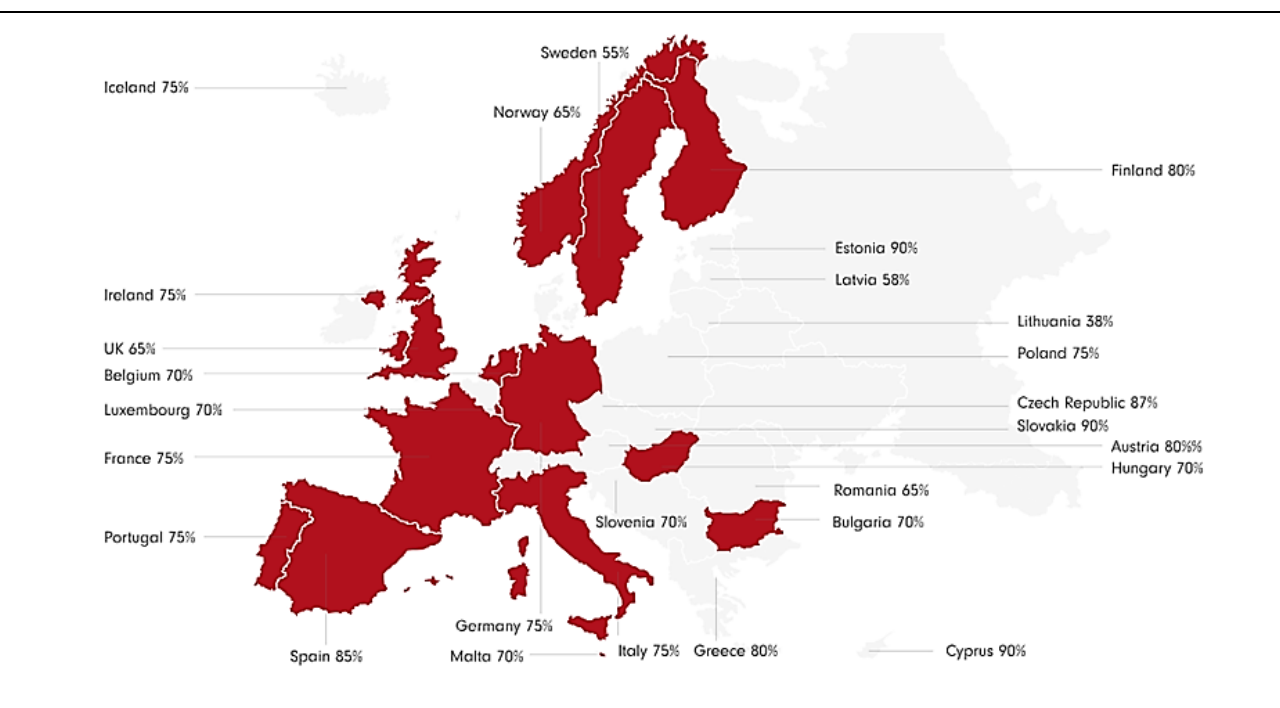 Sweden 55%
Iceland 75%
Norway 65%
Finland 80%
Estonia 90%
Latvia 58%
Ireland 75%
Lithuania 38%
UK 65%
Poland 75%
Belgium 70%
Czech Republic 87%
Luxembourg 70%
Slovakia 90%
Austria 80%%
France 75%
Hungary 70%
Romania 65%
Slovenia 70%
Bulgaria 70%
Portugal 75%
Germany 75%
Italy 75%
Greece 80%
Cyprus 90%
Spain 85%
Malta 70%